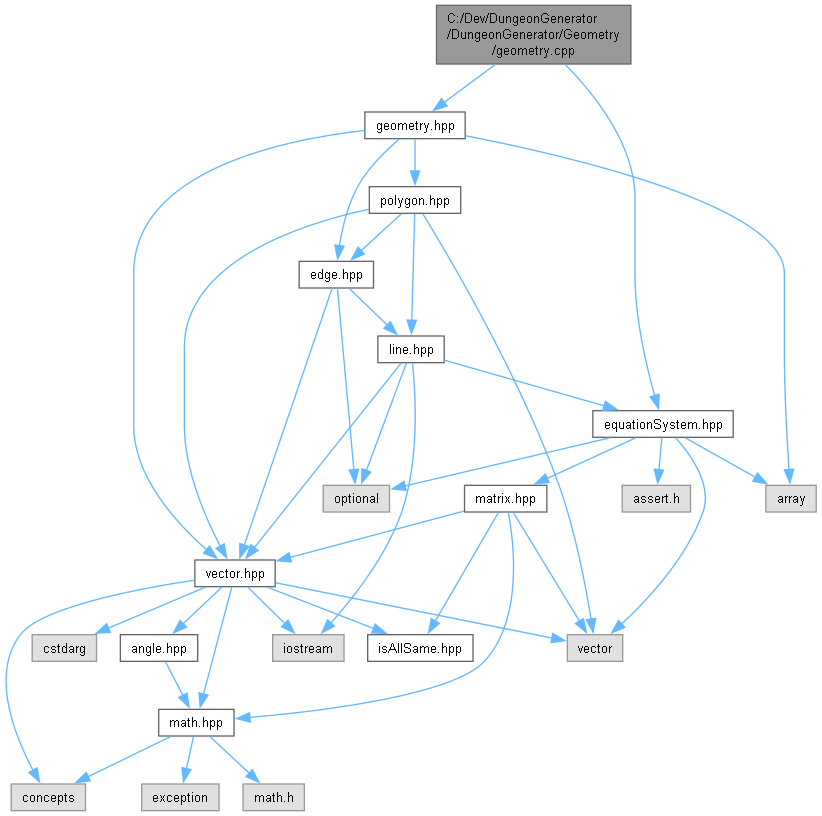 C:/Dev/DungeonGenerator
/DungeonGenerator/Geometry
/geometry.cpp
geometry.hpp
polygon.hpp
edge.hpp
line.hpp
equationSystem.hpp
optional
matrix.hpp
assert.h
array
vector.hpp
cstdarg
angle.hpp
iostream
isAllSame.hpp
vector
math.hpp
concepts
exception
math.h